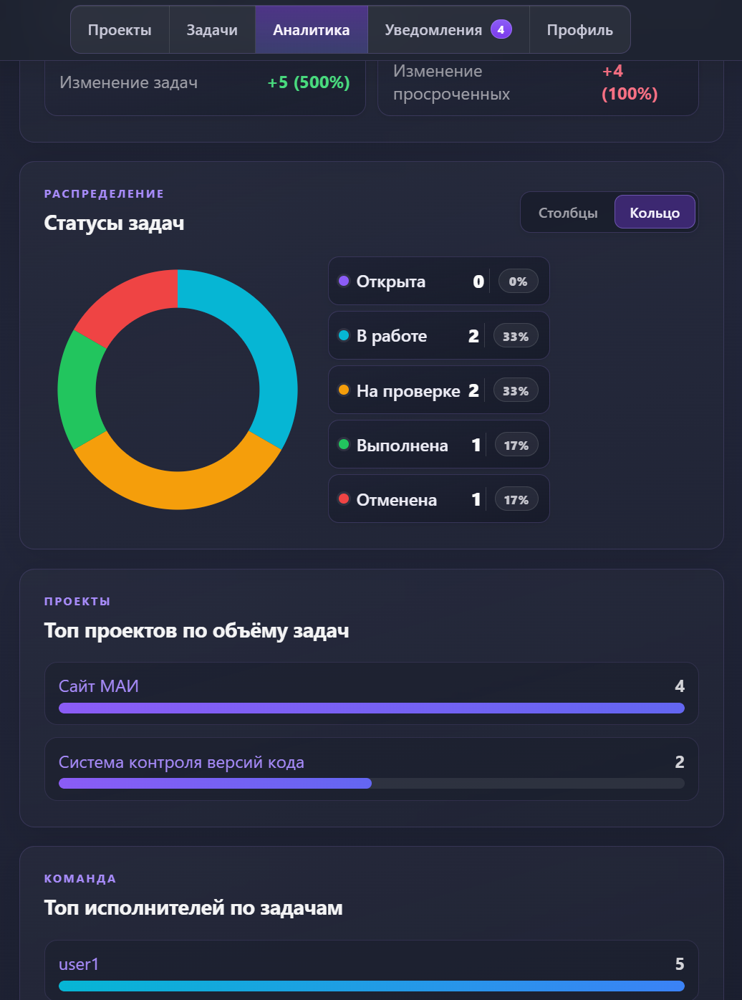 Проекты
Задачи
Аналитика
Уведомления 4
Профиль
Изменение задач +5 (500%)
Изменение
просроченных
+4
(100%)
РАСПРЕДЕЛЕНИЕ
Статусы задач
Столбцы
Кольцо
Открыта 0 0%
В работе 2 33%
На проверке 2 33%
Выполнена 1 17%
Отменена 1 17%
ПРОЕКТЫ
Топ проектов по объёму задач
Сайт МАИ 4
Система контроля версий кода 2
КОМАНДА
Топ исполнителей по задачам
user1 5